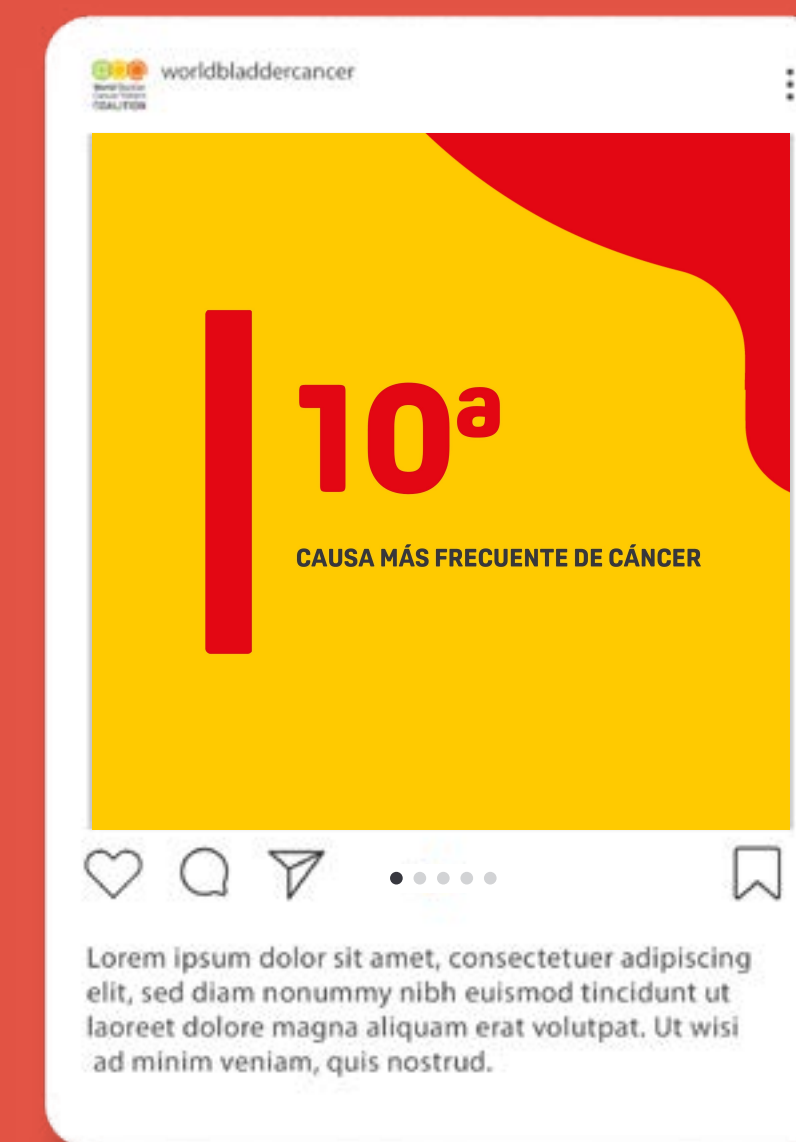 worldbladdercancer
COALITION
10ª
CAUSA MÁS FRECUENTE DE CÁNCER
Lorem ipsum dolor sit amet, consectetuer adipiscing
elit, sed diam nonummy nibh euismod tincidunt ut
laoreet dolore magna aliquam erat volutpat. Ut wisi
ad minim veniam, quis nostrud.